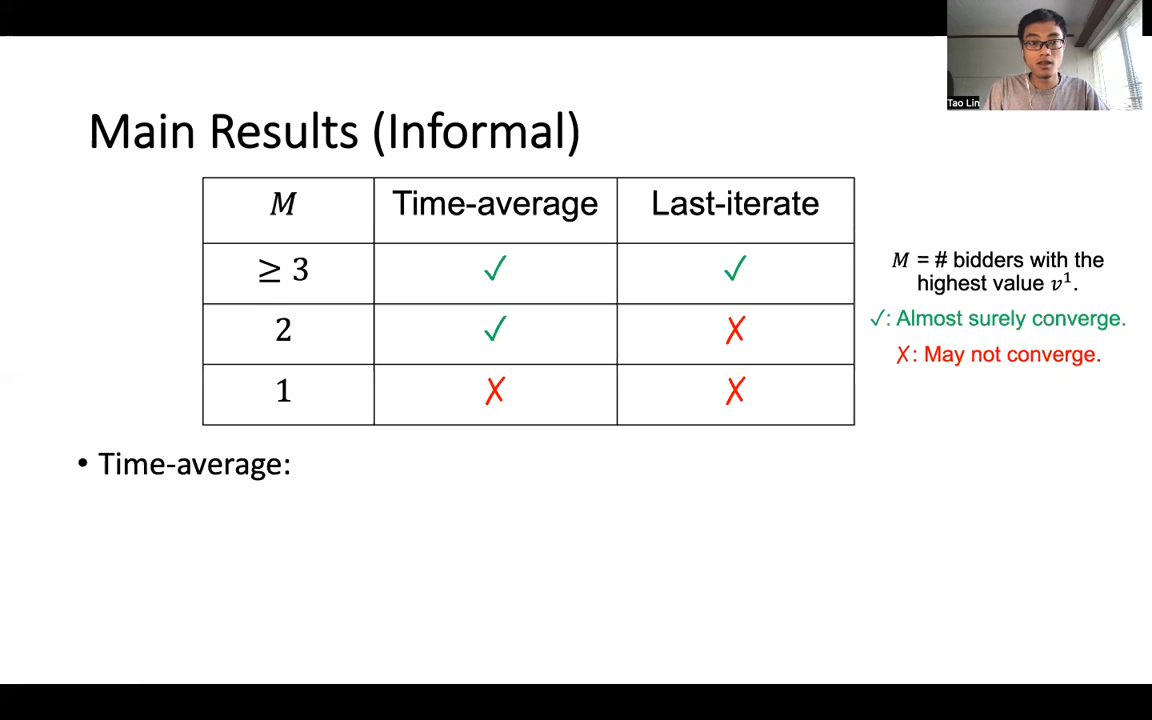 Tao Lin
Main Results (Informal)
M Time-average Last-iterate
≥ 3 ✓ ✓
2 ✓ ✗
1 ✗ ✗
M = # bidders with the
highest value v¹.
✓: Almost surely converge.
✗: May not converge.
• Time-average: